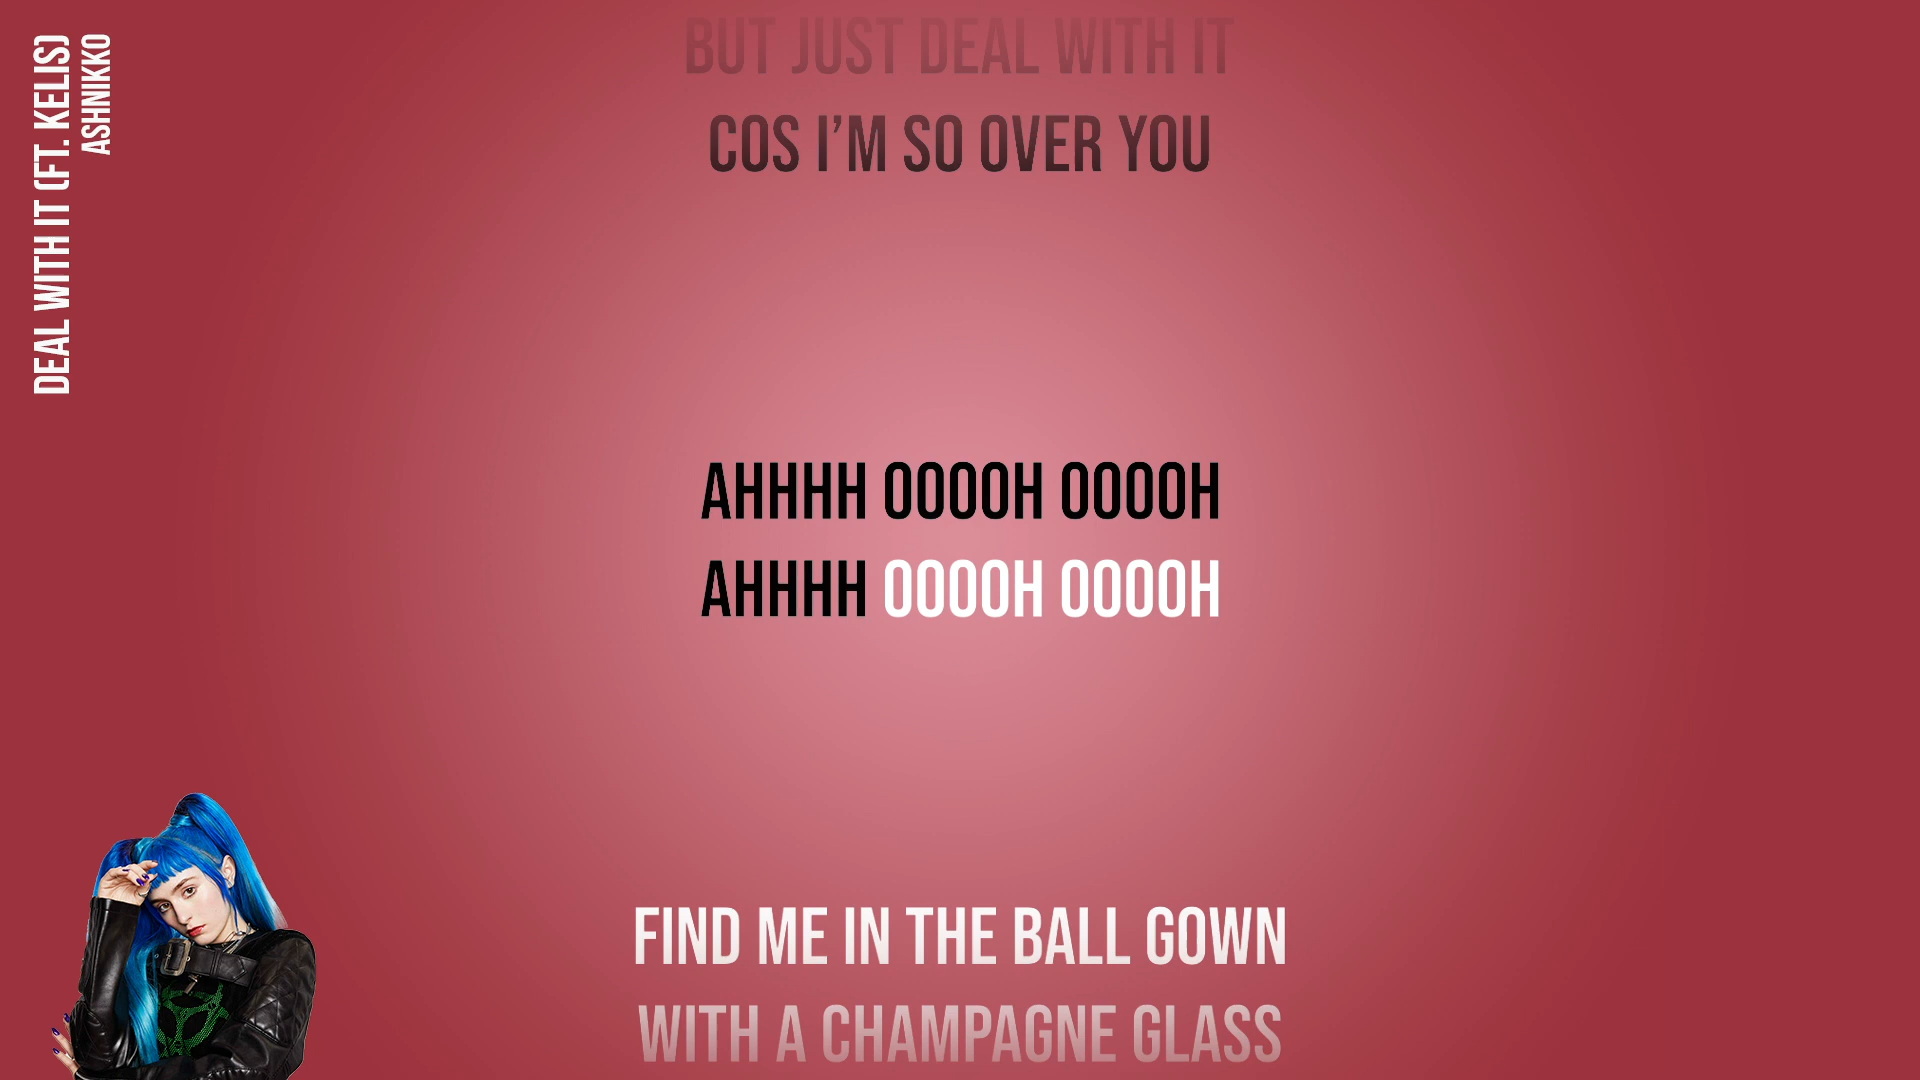 DEAL WITH IT (FT. KELIS)
ASHNIKKO
BUT JUST DEAL WITH IT
COS I'M SO OVER YOU
AHHHH OOOOH OOOOH
AHHHH OOOOH OOOOH
FIND ME IN THE BALL GOWN
WITH A CHAMPAGNE GLASS